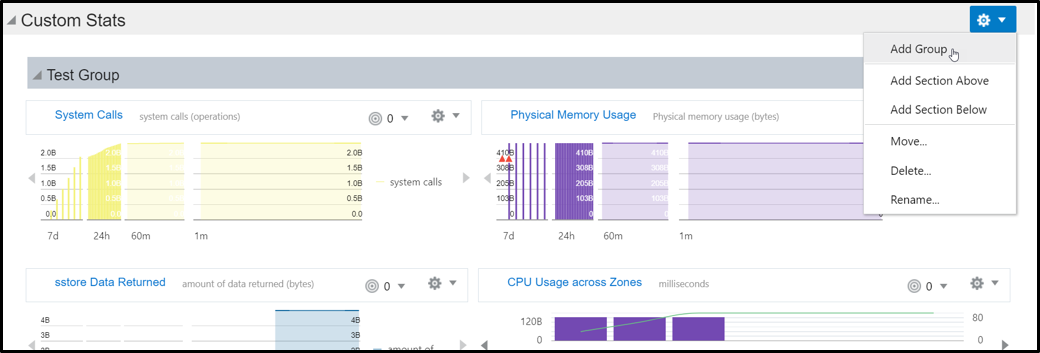 Custom Stats
Add Group
Add Section Above
Add Section Below
Move...
Delete...
Rename...
Test Group
System Calls system calls (operations) 0
Physical Memory Usage Physical memory usage (bytes)
2.0B 2.0B 2.0B
1.5B 1.5B
1.0B 1.0B
0.5B 0.5B
0.0 0.0
system calls
7d 24h 60m 1m
410B 410B
308B 308B
205B 205B
103B 103B
0 0
7d 24h 60m 1m
sstore Data Returned amount of data returned (bytes) 0
CPU Usage across Zones milliseconds 0
4B 4B
3B 3B
amount of
120B 80
0 0